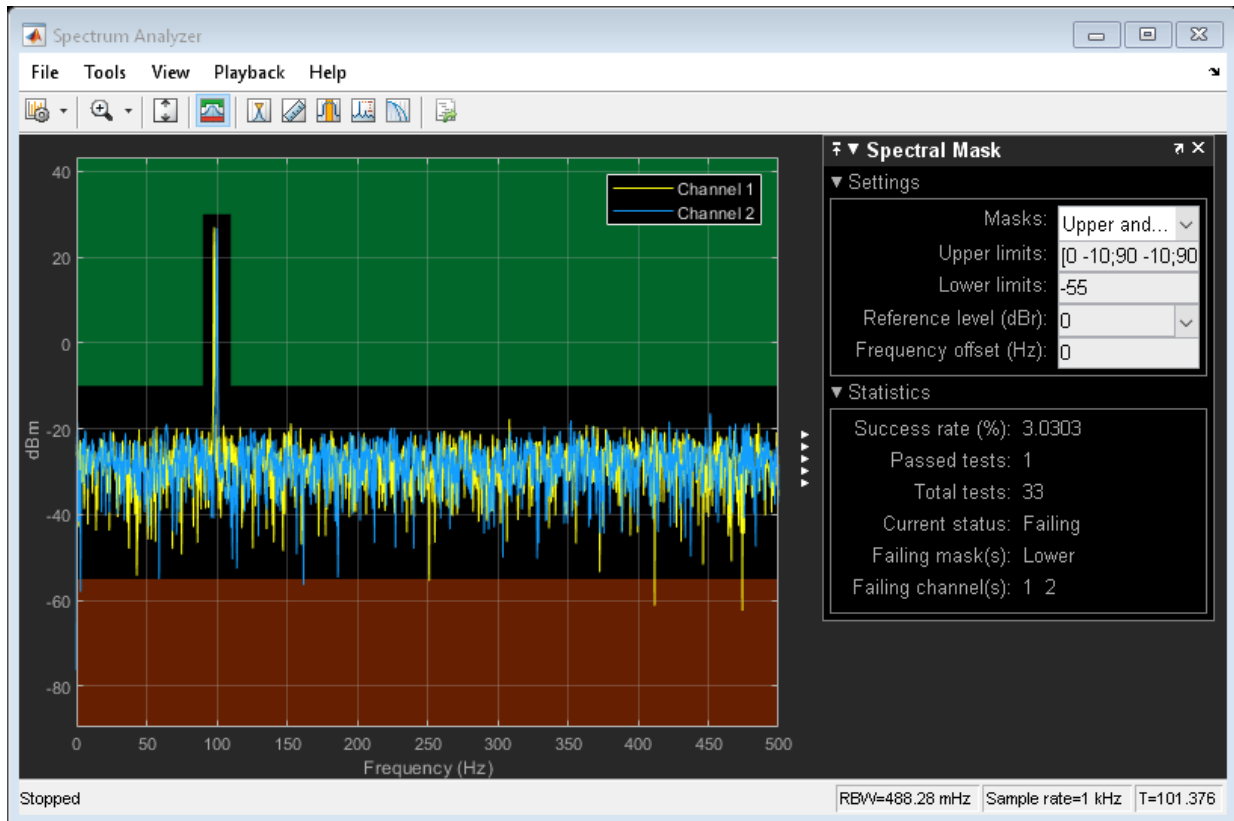 Spectrum Analyzer
File Tools View Playback Help
Channel 1
Channel 2
40
20
0
-20
-40
-60
-80
dBm
0 50 100 150 200 250 300 350 400 450 500
Frequency (Hz)
Spectral Mask
Settings
Masks: Upper and...
Upper limits: [0 -10;90 -10;90
Lower limits: -55
Reference level (dBr): 0
Frequency offset (Hz): 0
Statistics
Success rate (%): 3.0303
Passed tests: 1
Total tests: 33
Current status: Failing
Failing mask(s): Lower
Failing channel(s): 1 2
Stopped
RBW=488.28 mHz Sample rate=1 kHz T=101.376